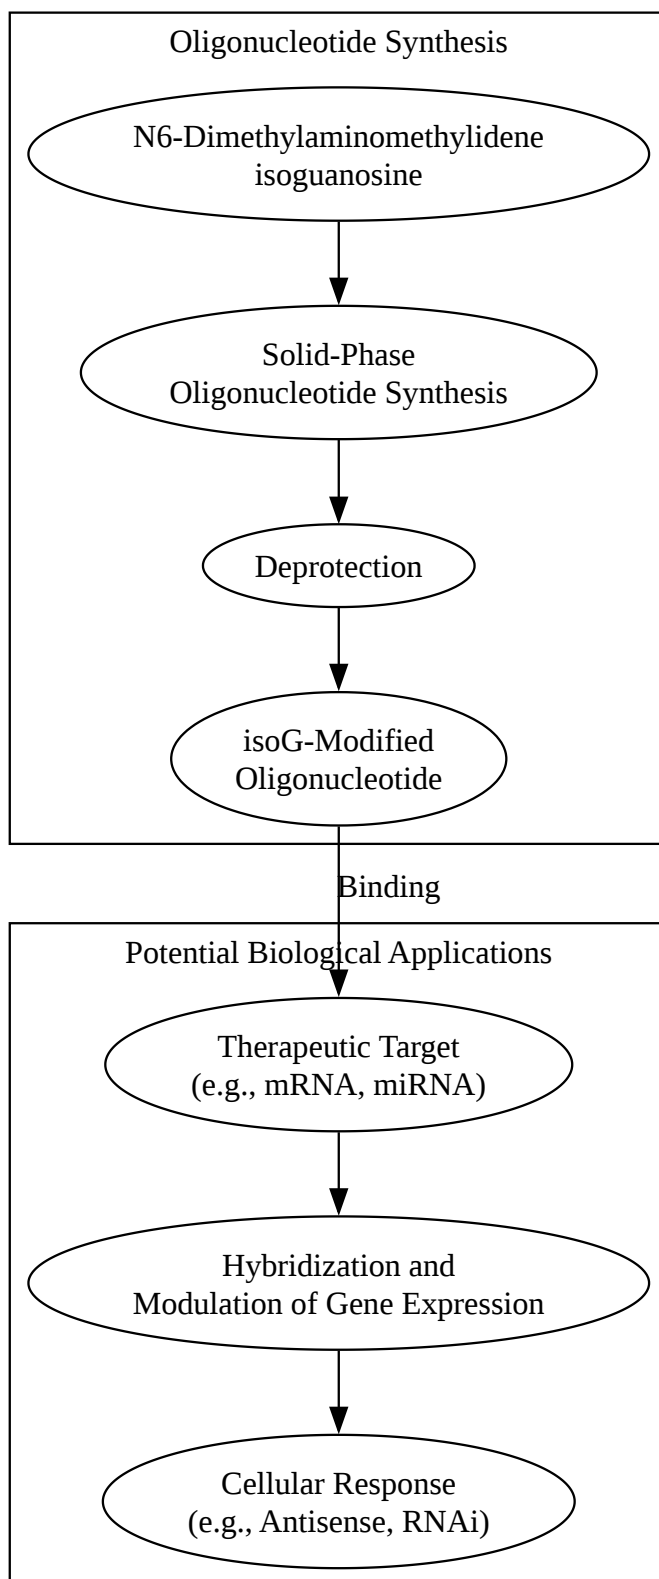 Oligonucleotide Synthesis
N6-Dimethylaminomethylidene
isoguanosine
Solid-Phase
Oligonucleotide Synthesis
Deprotection
isoG-Modified
Oligonucleotide
Binding
Potential Biological Applications
Therapeutic Target
(e.g., mRNA, miRNA)
Hybridization and
Modulation of Gene Expression
Cellular Response
(e.g., Antisense, RNAi)